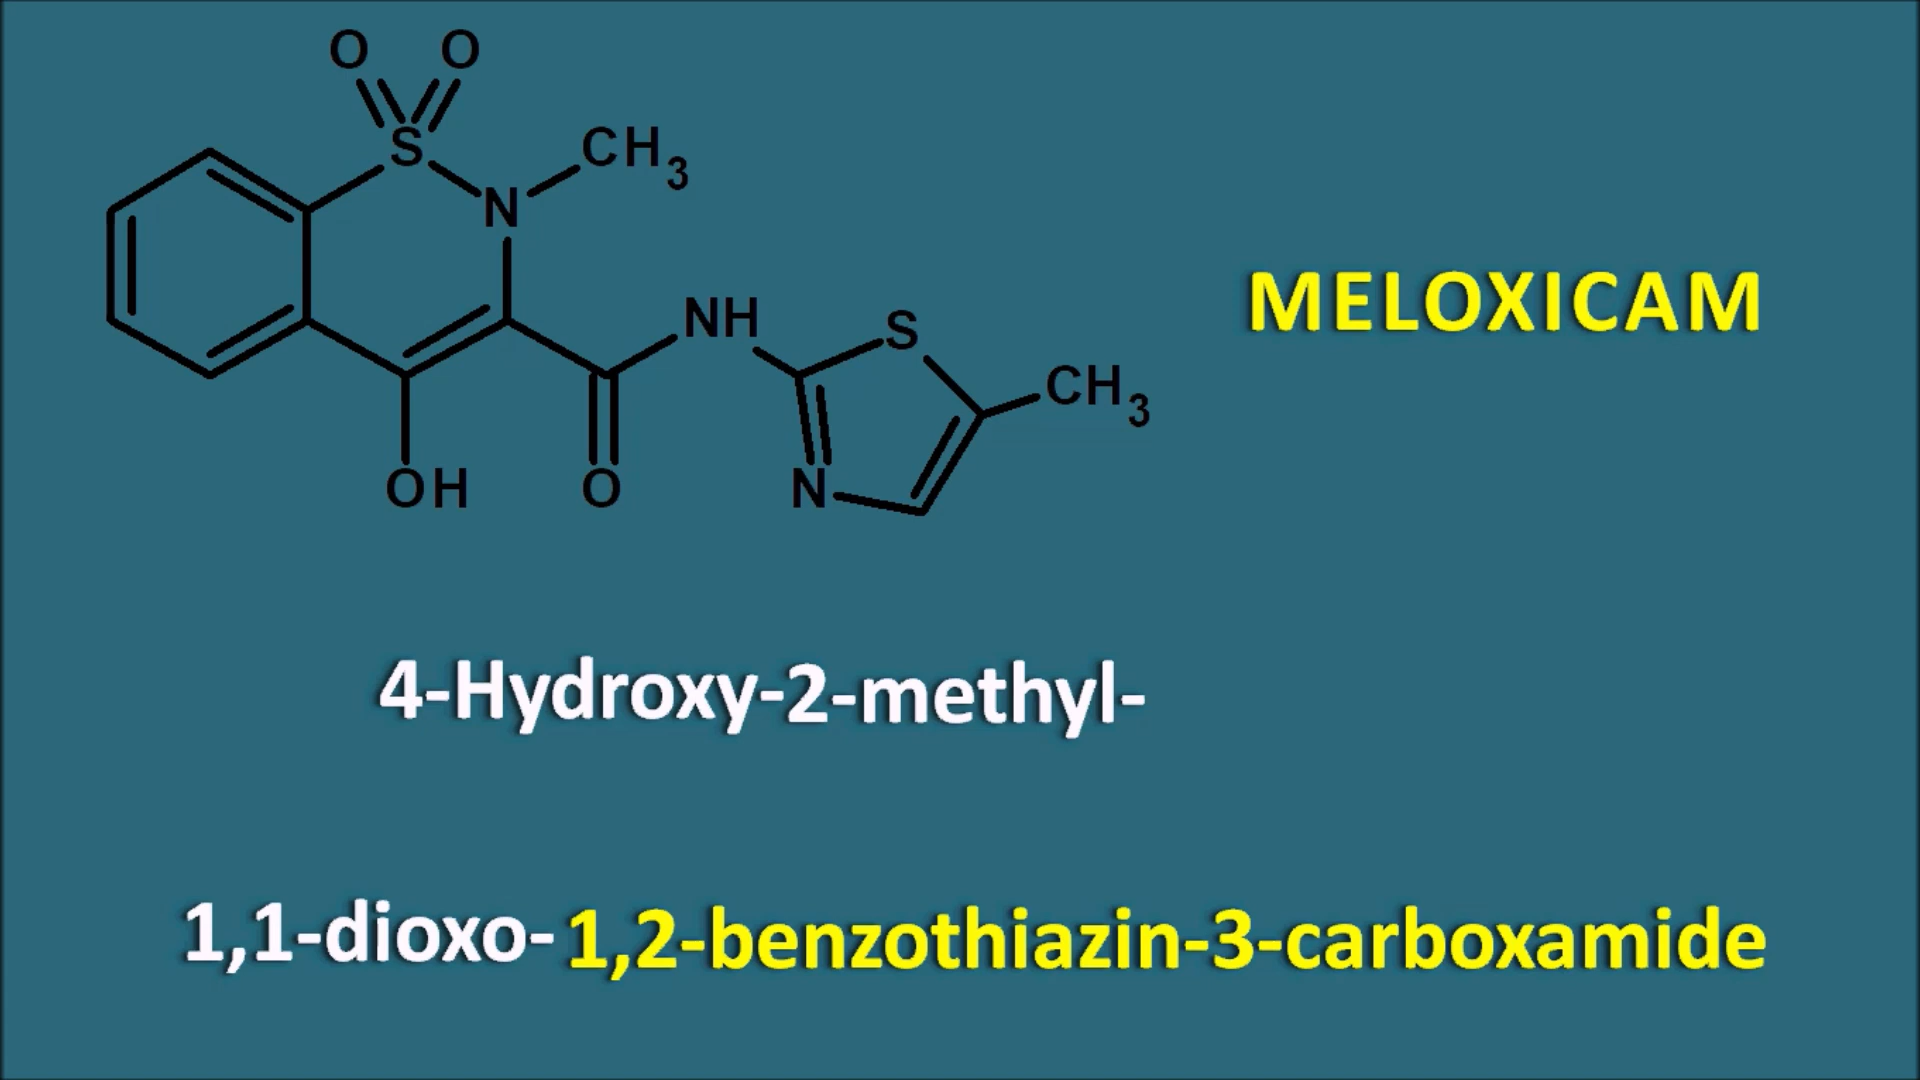 O O
S
CH3
N
NH
S
CH3
OH
O
N
MELOXICAM
4-Hydroxy-2-methyl-
1,1-dioxo-1,2-benzothiazin-3-carboxamide